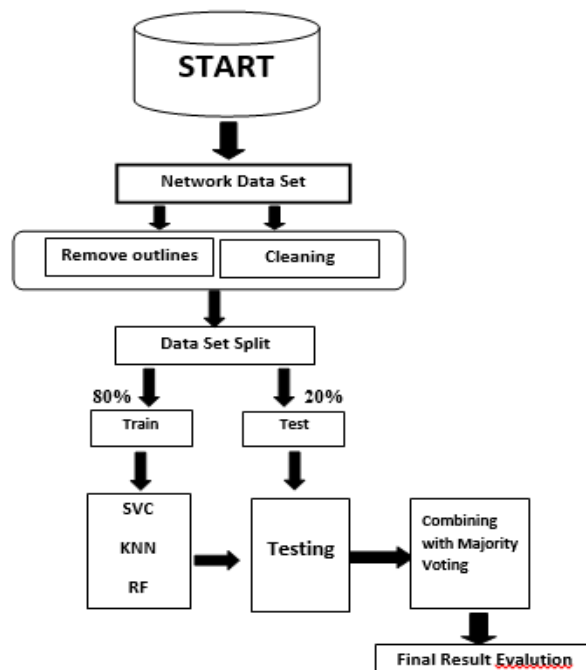 START
Network Data Set
Remove outlines
Cleaning
Data Set Split
80%
20%
Train
Test
SVC
KNN
RF
Testing
Combining
with Majority
Voting
Final Result Evalution